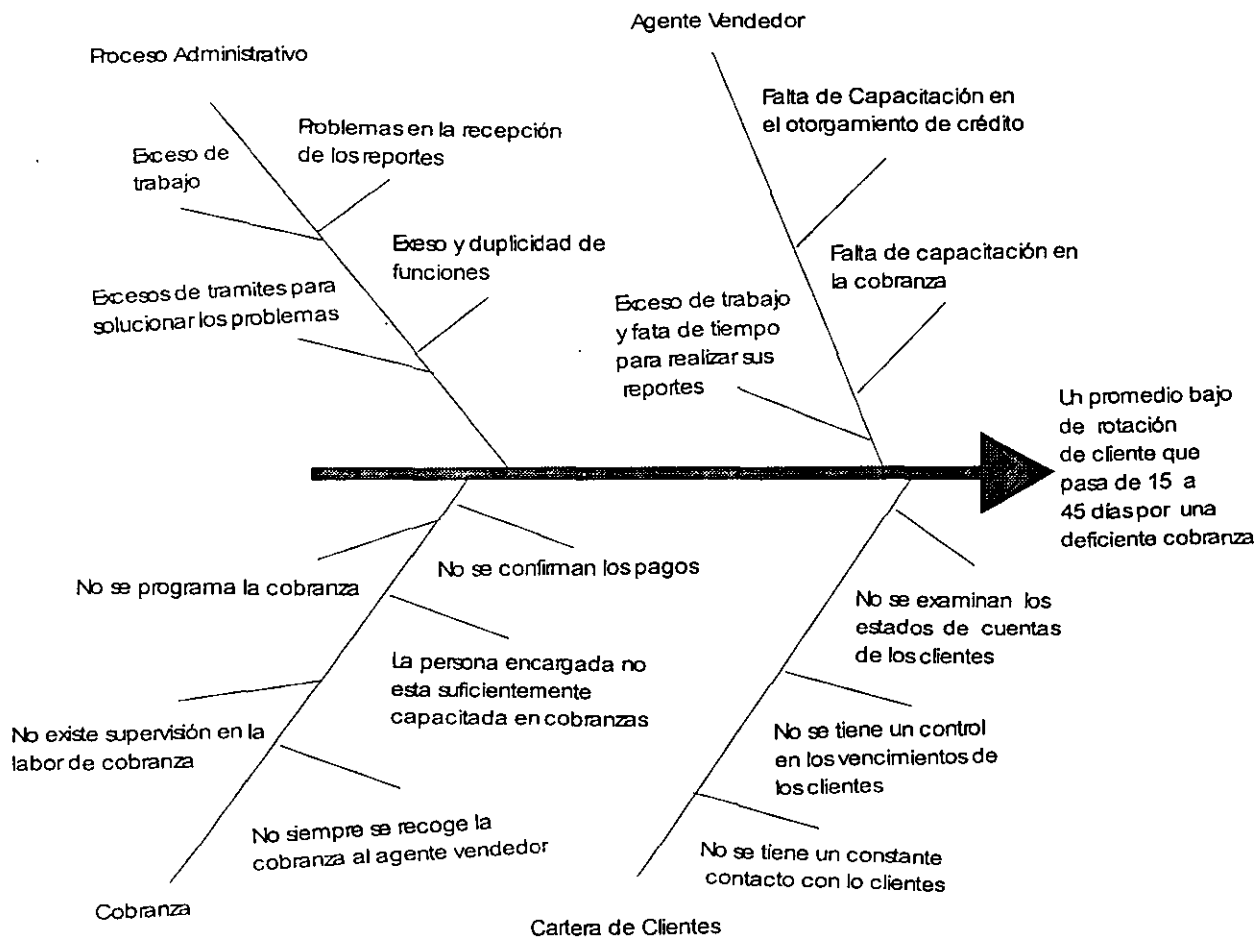 Agente Vendedor
Proceso Administrativo
Falta de Capacitación en
el otorgamiento de crédito
Problemas en la recepción
de los reportes
Exceso de
trabajo
Exeso y duplicidad de
funciones
Falta de capacitación en
la cobranza
Excesos de tramites para
solucionar los problemas
Exceso de trabajo
y fata de tiempo
para realizar sus
reportes
Un promedio bajo
de rotación
de cliente que
pasa de 15 a
45 días por una
deficiente cobranza
No se confirman los pagos
No se programa la cobranza
No se examinan los
estados de cuentas
de los clientes
La persona encargada no
esta suficientemente
capacitada en cobranzas
No existe supervisión en la
labor de cobranza
No se tiene un control
en los vencimientos de
los clientes
No siempre se recoge la
cobranza al agente vendedor
No se tiene un constante
contacto con lo clientes
Cobranza
Cartera de Clientes